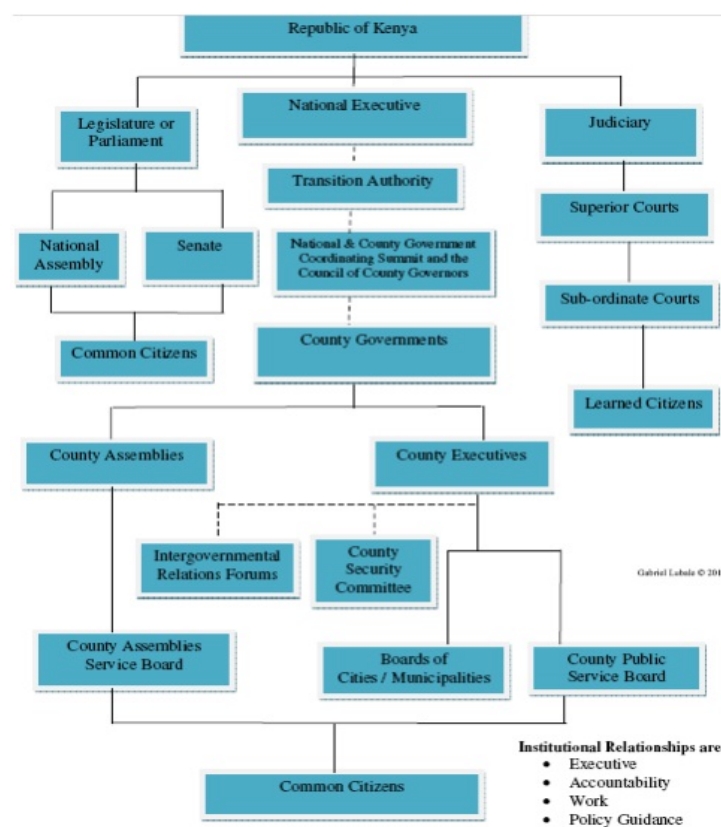 Republic of Kenya
Legislature or
Parliament
National Executive
Judiciary
Transition Authority
Superior Courts
National
Assembly
Senate
National & County Government
Coordinating Summit and the
Council of County Governors
Sub-ordinate Courts
Common Citizens
County Governments
Learned Citizens
County Assemblies
County Executives
Intergovernmental
Relations Forums
County
Security
Committee
Gabriel Lubale © 201
County Assemblies
Service Board
Boards of
Cities / Municipalities
County Public
Service Board
Common Citizens
Institutional Relationships are
• Executive
• Accountability
• Work
• Policy Guidance